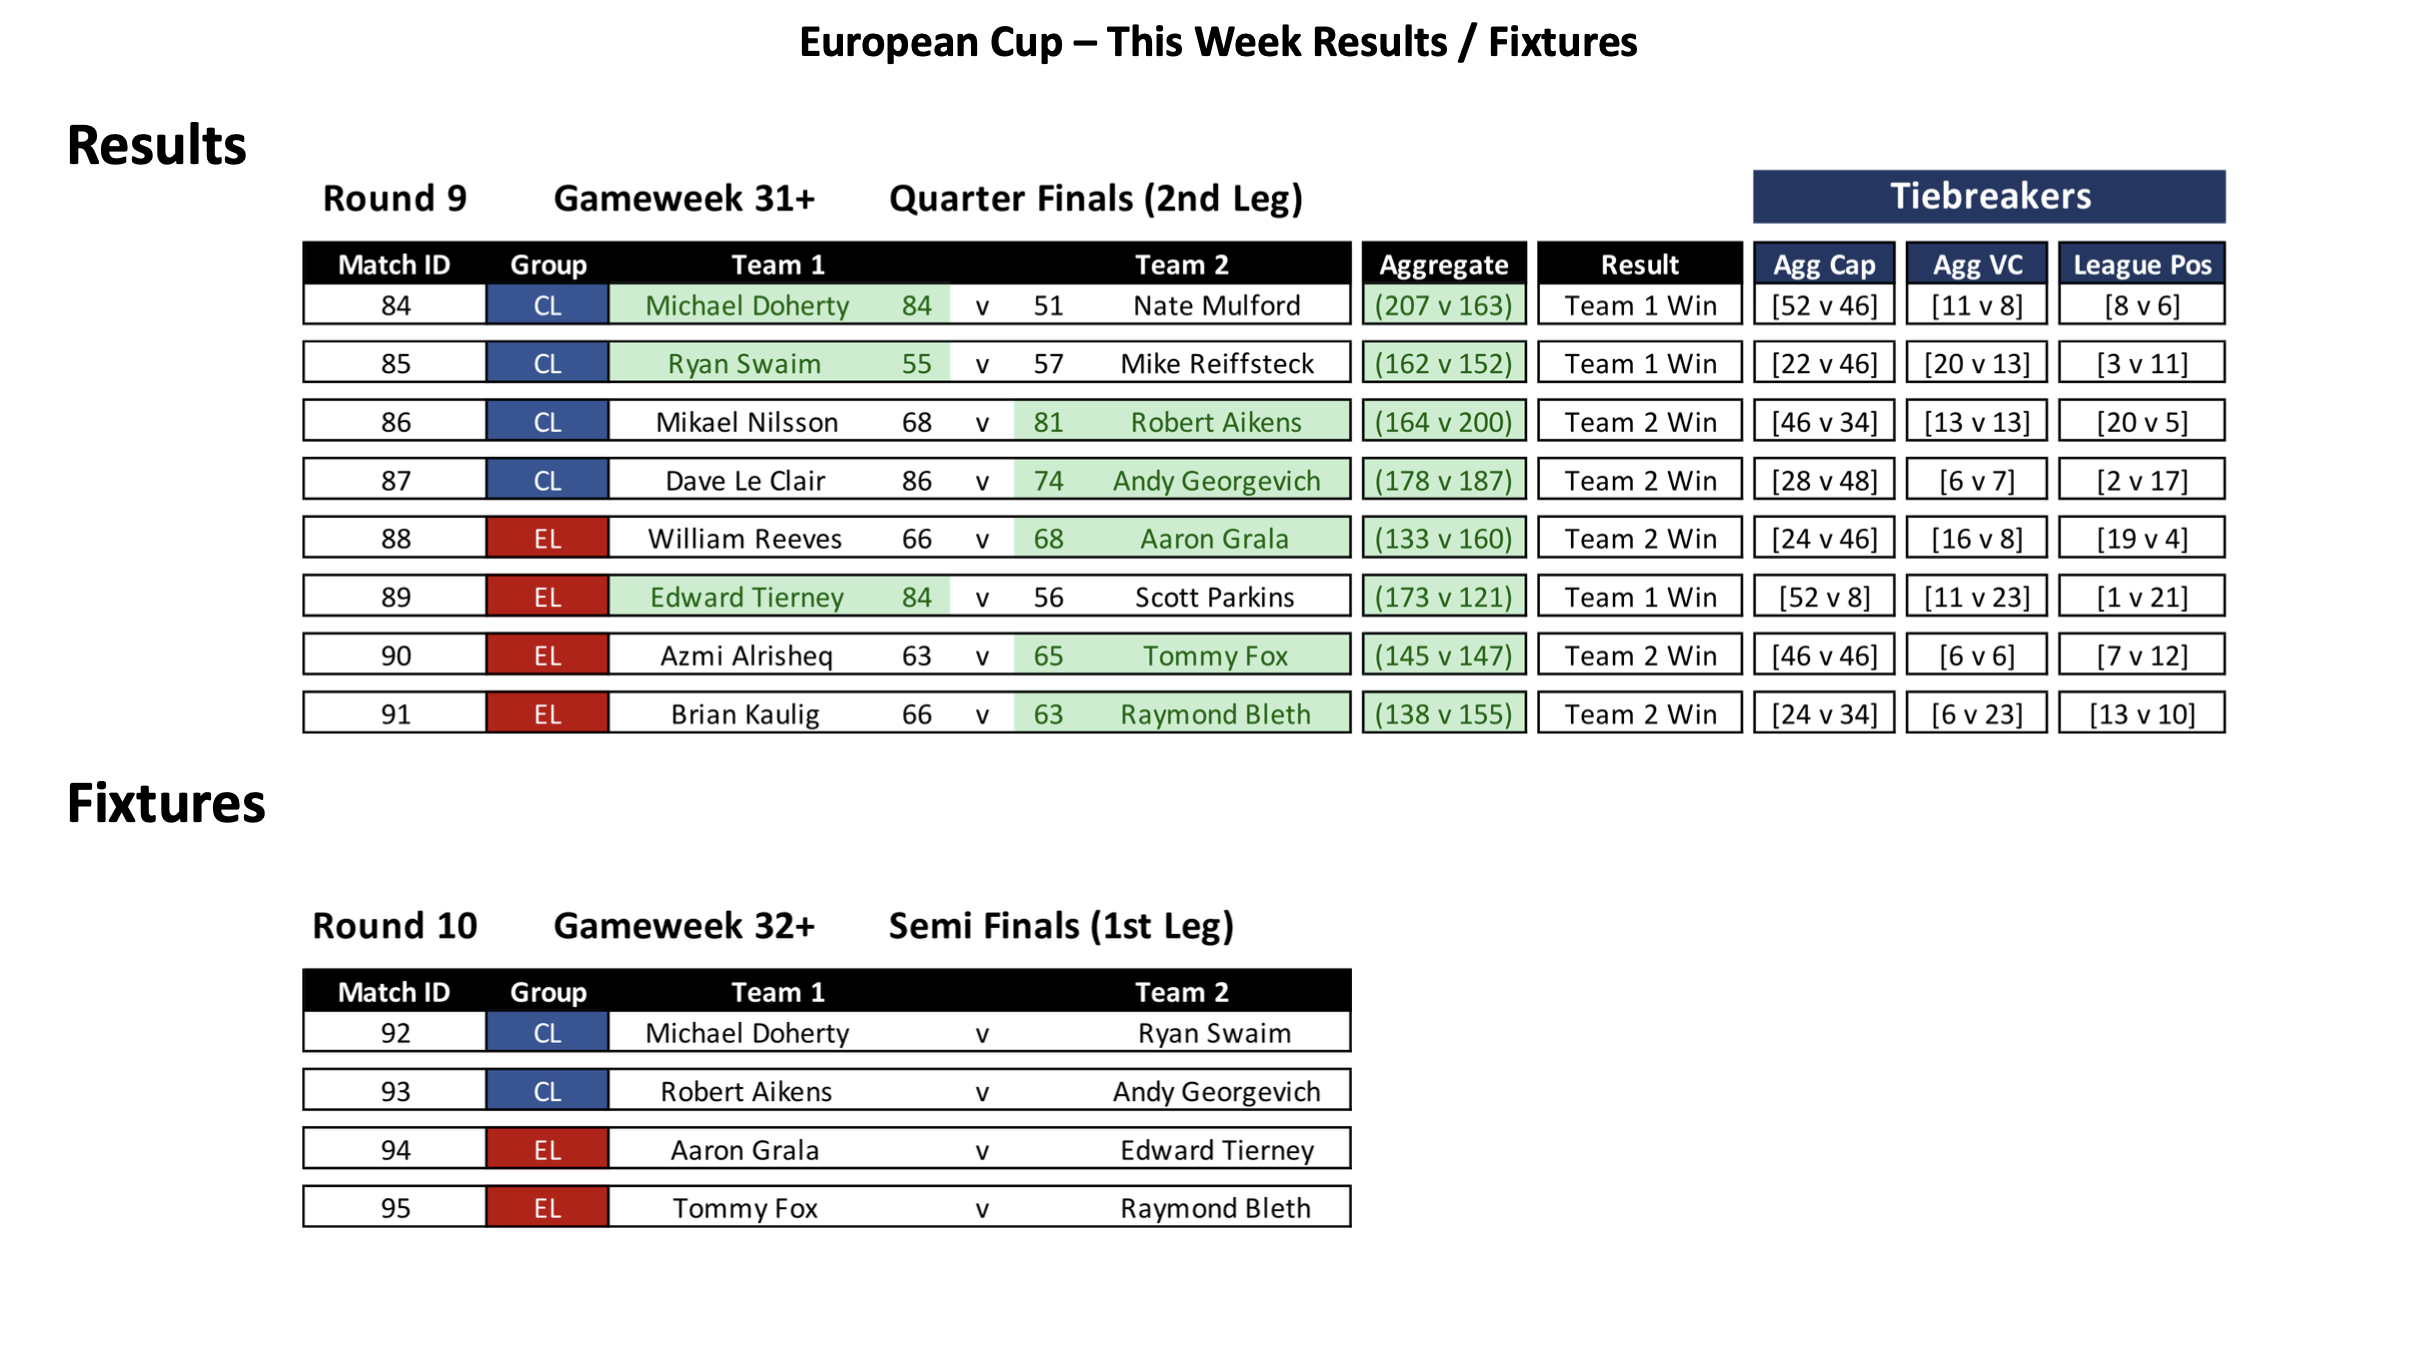 European Cup – This Week Results / Fixtures
Results
Round 9 Gameweek 31+ Quarter Finals (2nd Leg) Tiebreakers
Match ID Group Team 1 Team 2 Aggregate Result Agg Cap Agg VC League Pos
84 CL Michael Doherty 84 v 51 Nate Mulford (207 v 163) Team 1 Win [52 v 46] [11 v 8] [8 v 6]
85 CL Ryan Swaim 55 v 57 Mike Reiffsteck (162 v 152) Team 1 Win [22 v 46] [20 v 13] [3 v 11]
86 CL Mikael Nilsson 68 v 81 Robert Aikens (164 v 200) Team 2 Win [46 v 34] [13 v 13] [20 v 5]
87 CL Dave Le Clair 86 v 74 Andy Georgevich (178 v 187) Team 2 Win [28 v 48] [6 v 7] [2 v 17]
88 EL William Reeves 66 v 68 Aaron Grala (133 v 160) Team 2 Win [24 v 46] [16 v 8] [19 v 4]
89 EL Edward Tierney 84 v 56 Scott Parkins (173 v 121) Team 1 Win [52 v 8] [11 v 23] [1 v 21]
90 EL Azmi Alrisheq 63 v 65 Tommy Fox (145 v 147) Team 2 Win [46 v 46] [6 v 6] [7 v 12]
91 EL Brian Kaulig 66 v 63 Raymond Bleth (138 v 155) Team 2 Win [24 v 34] [6 v 23] [13 v 10]
Fixtures
Round 10 Gameweek 32+ Semi Finals (1st Leg)
Match ID Group Team 1 Team 2
92 CL Michael Doherty v Ryan Swaim
93 CL Robert Aikens v Andy Georgevich
94 EL Aaron Grala v Edward Tierney
95 EL Tommy Fox v Raymond Bleth